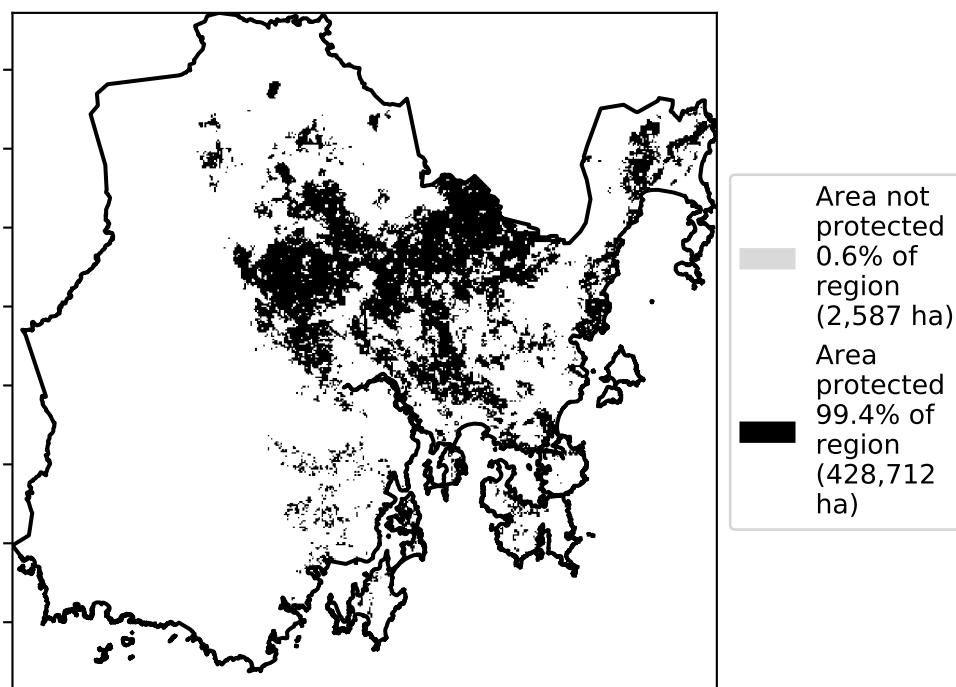 Area not
protected
0.6% of
region
(2,587 ha)
Area
protected
99.4% of
region
(428,712
ha)